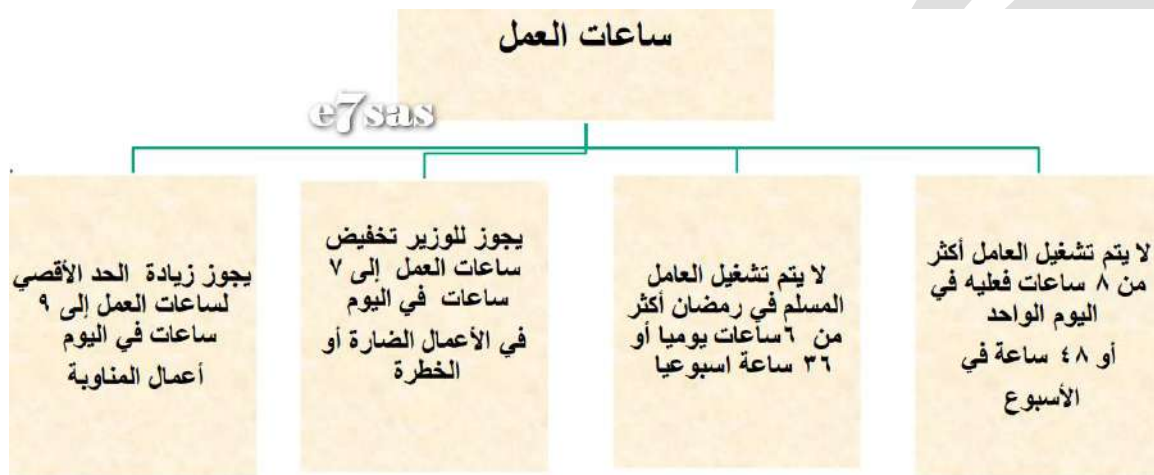 ساعات العمل
e7sas
لا يتم تشغيل العامل أكثر
من ٨ ساعات فعليه في
اليوم الواحد
أو ٤٨ ساعة في
الأسبوع
لا يتم تشغيل العامل
المسلم في رمضان أكثر
من ٦ساعات يوميا أو
٣٦ ساعة اسبوعيا
يجوز للوزير تخفيض
ساعات العمل إلى ٧
ساعات في اليوم
في الأعمال الضارة أو
الخطرة
يجوز زيادة الحد الأقصي
لساعات العمل إلى ٩
ساعات في اليوم
أعمال المناوبة